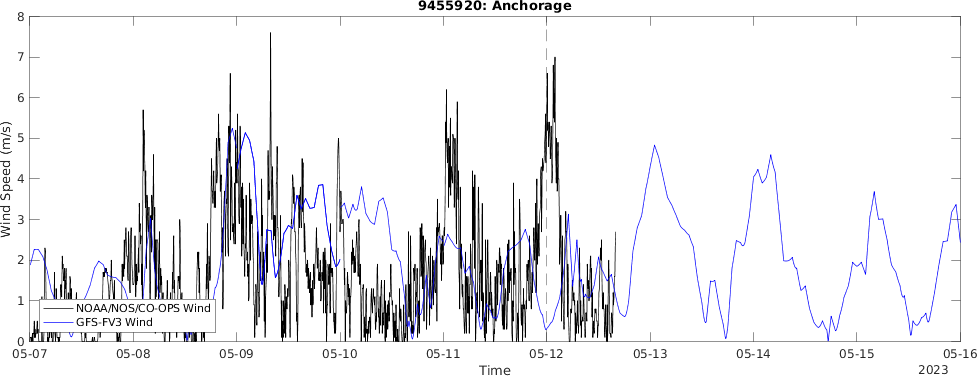 9455920: Anchorage
8
7
6
5
4
3
2
1
0
Wind Speed (m/s)
NOAA/NOS/CO-OPS Wind
GFS-FV3 Wind
05-07 05-08 05-09 05-10 05-11 05-12 05-13 05-14 05-15 05-16
Time
2023